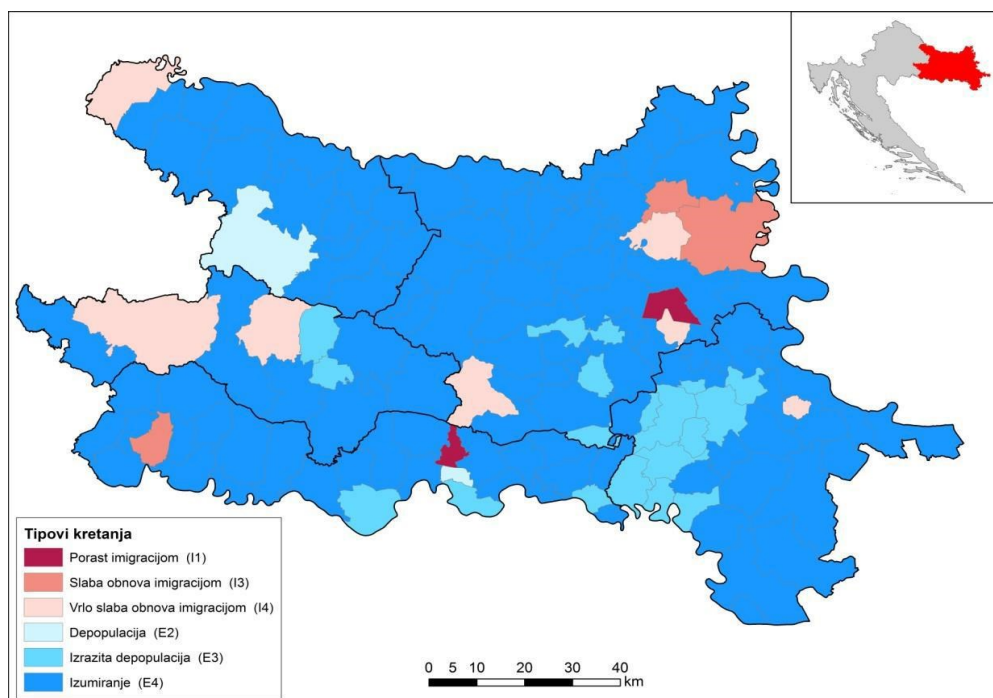 Tipovi kretanja
Porast imigracijom (I1)
Slaba obnova imigracijom (I3)
Vrlo slaba obnova imigracijom (I4)
Depopulacija (E2)
Izrazita depopulacija (E3)
Izumiranje (E4)
0 5 10 20 30 40
km